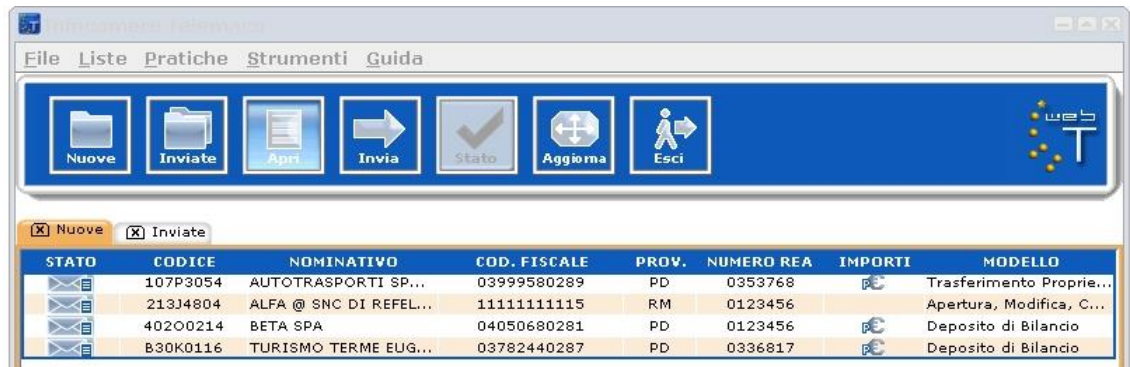 File Liste Pratiche Strumenti Guida
Nuove Inviate Apri Invia Stato Aggiorna Esci
web T
Nuove Inviate
STATO CODICE NOMINATIVO COD. FISCALE PROV. NUMERO REA IMPORTI MODELLO
107P3054 AUTOTRASPORTI SP... 03999580289 PD 0353768 p€ Trasferimento Proprie...
213J4804 ALFA @ SNC DI REFEL... 11111111115 RM 0123456 Apertura, Modifica, C...
402O0214 BETA SPA 04050680281 PD 0123456 p€ Deposito di Bilancio
B30K0116 TURISMO TERME EUG... 03782440287 PD 0336817 p€ Deposito di Bilancio